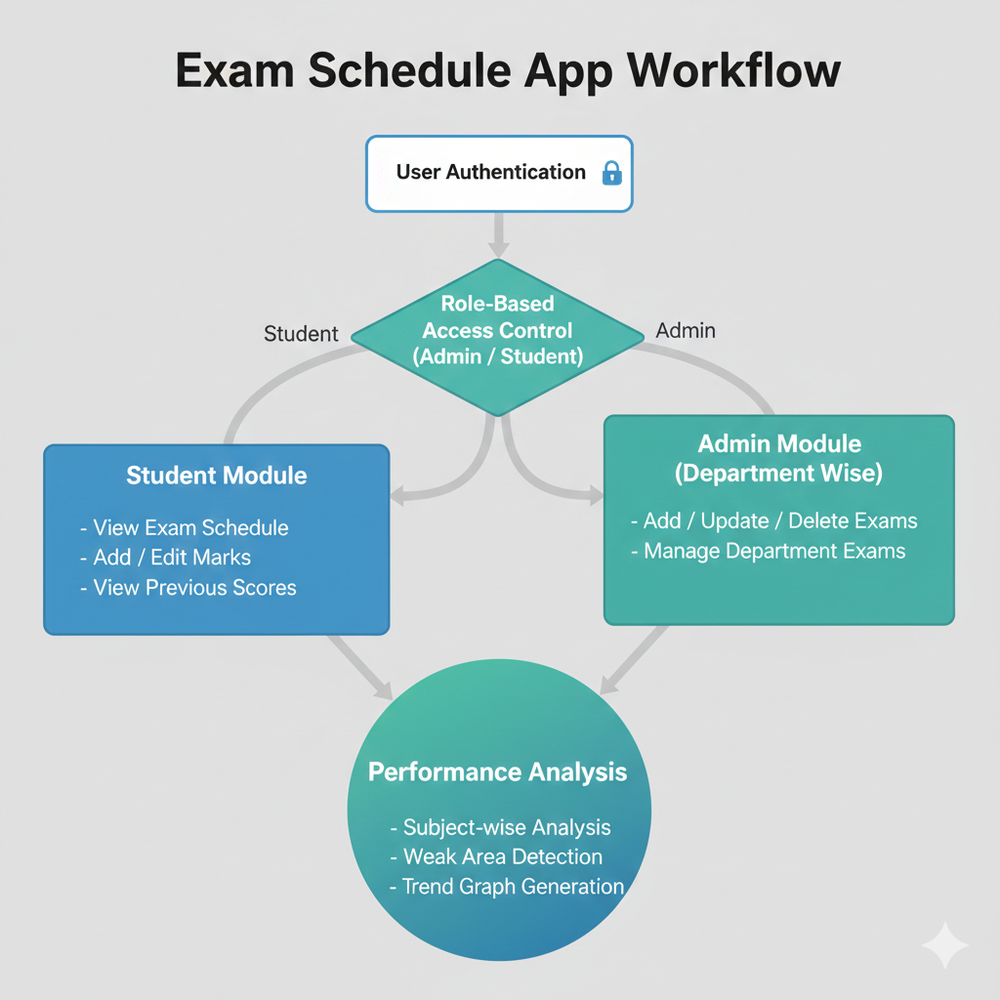 Exam Schedule App Workflow
User Authentication
Role-Based
Access Control
(Admin / Student)
Student
Admin
Student Module
- View Exam Schedule
- Add / Edit Marks
- View Previous Scores
Admin Module
(Department Wise)
- Add / Update / Delete Exams
- Manage Department Exams
Performance Analysis
- Subject-wise Analysis
- Weak Area Detection
- Trend Graph Generation